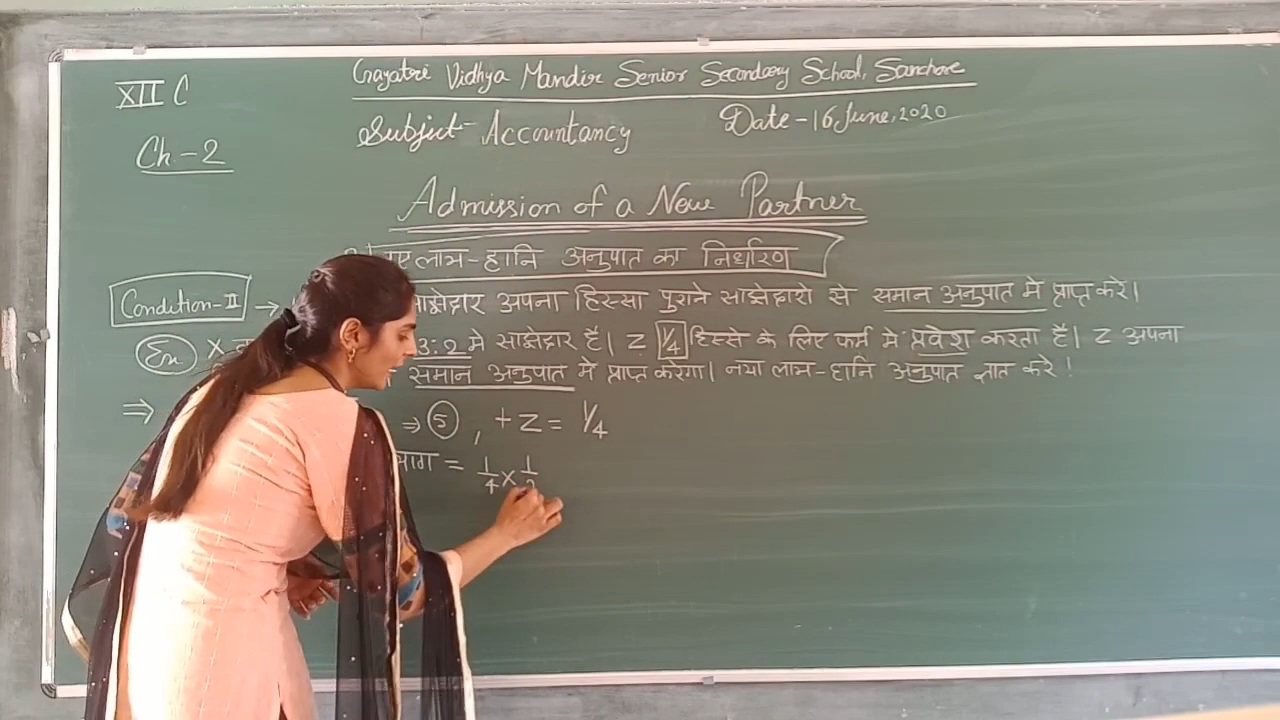 XII C
Gayatri Vidhya Mandir Senior Secondary School, Sanchore
Subject- Accountancy
Date-16 June, 2020
Ch.-2
Admission of a New Partner
लाभ-हानि अनुपात का निर्धारण
Condition-II → अपना हिस्सा पुराने साझेदारो से समान अनुपात में प्राप्त करे।
Ex X 3:2 मे साझेदार हैं। Z 1/4 हिस्से के लिए फर्म में प्रवेश करता है। Z अपना
समान अनुपात में प्राप्त करेगा। नया लाभ-हानि अनुपात ज्ञात करे!
⇒ ⇒ 5, + Z = 1/4
भाग = 1/4 × 1/2